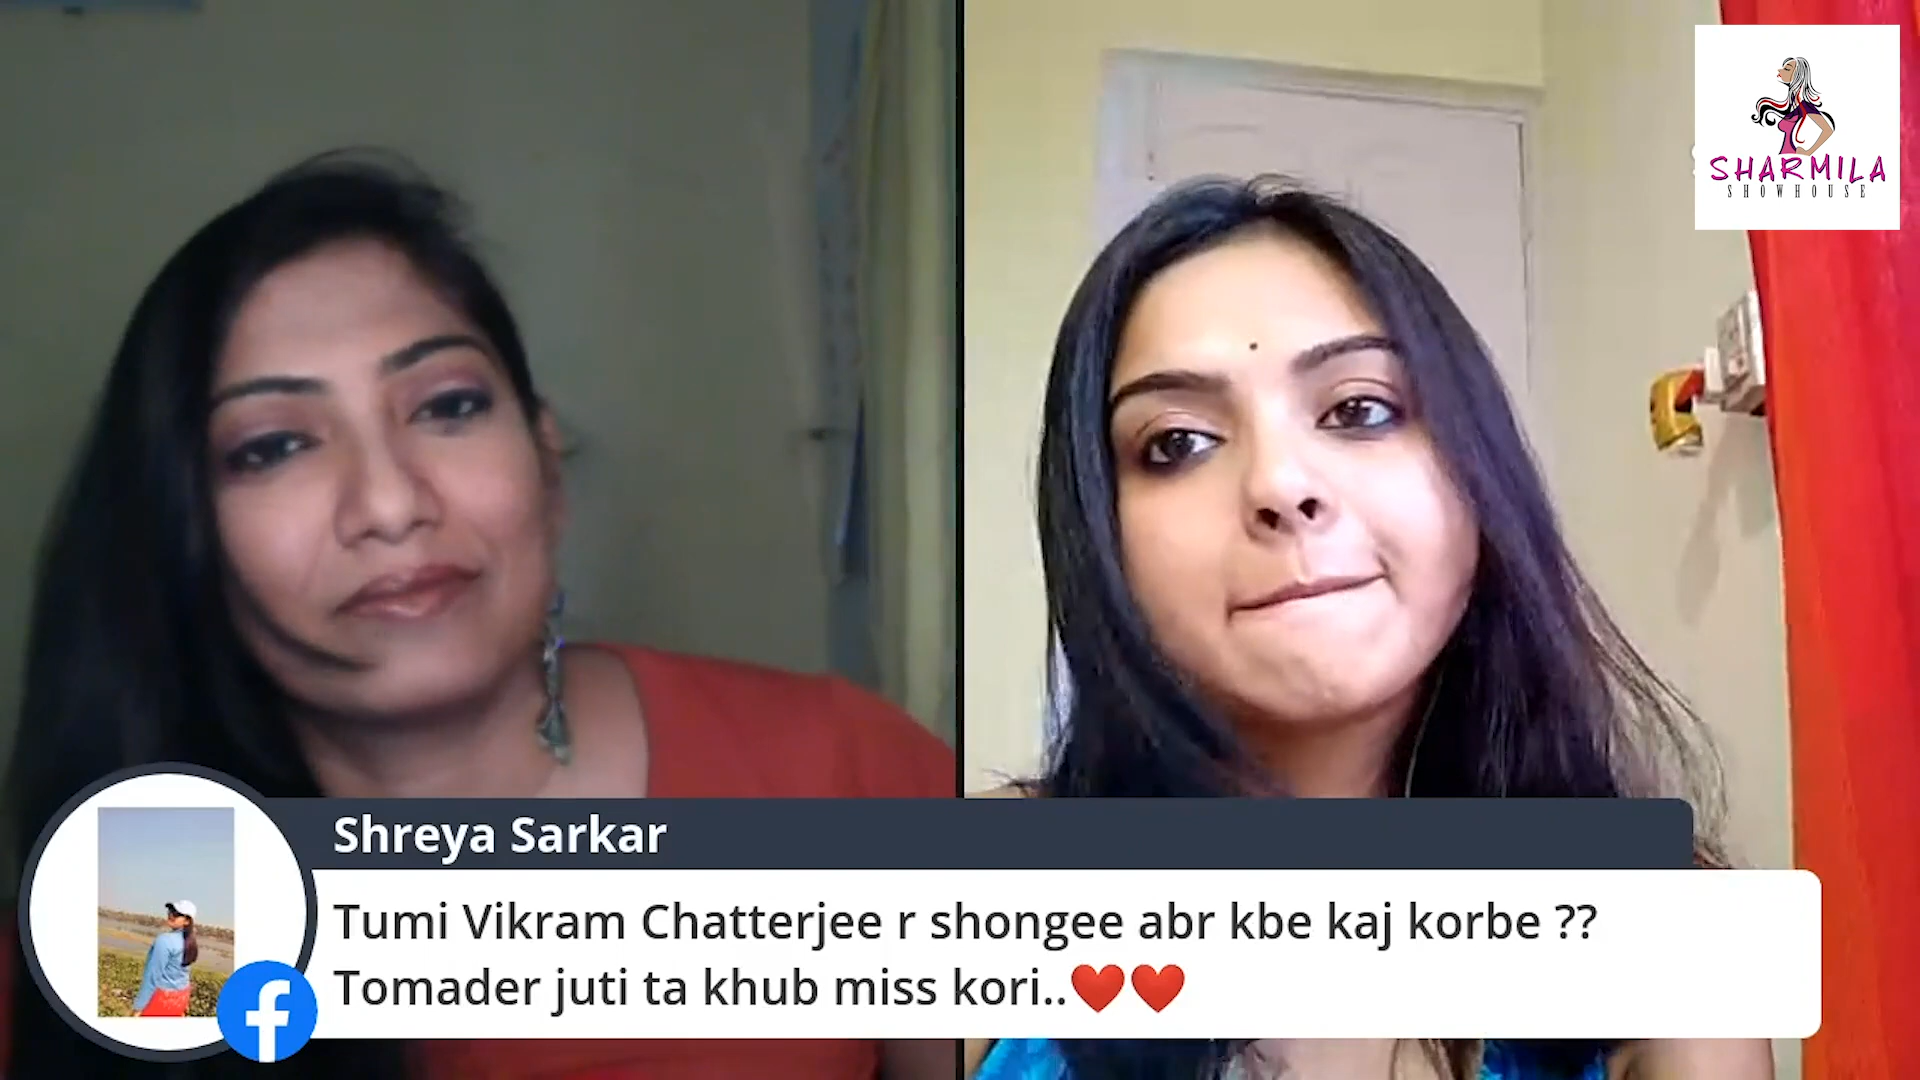 SHARMILA
SHOWHOUSE
Shreya Sarkar
Tumi Vikram Chatterjee r shongee abr kbe kaj korbe ??
Tomader juti ta khub miss kori..❤️❤️